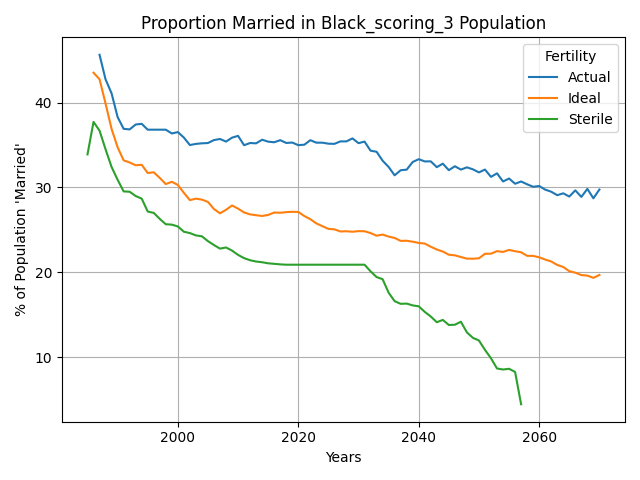 Proportion Married in Black_scoring_3 Population
Fertility
Actual
Ideal
Sterile
% of Population 'Married'
40
30
20
10
2000 2020 2040 2060
Years